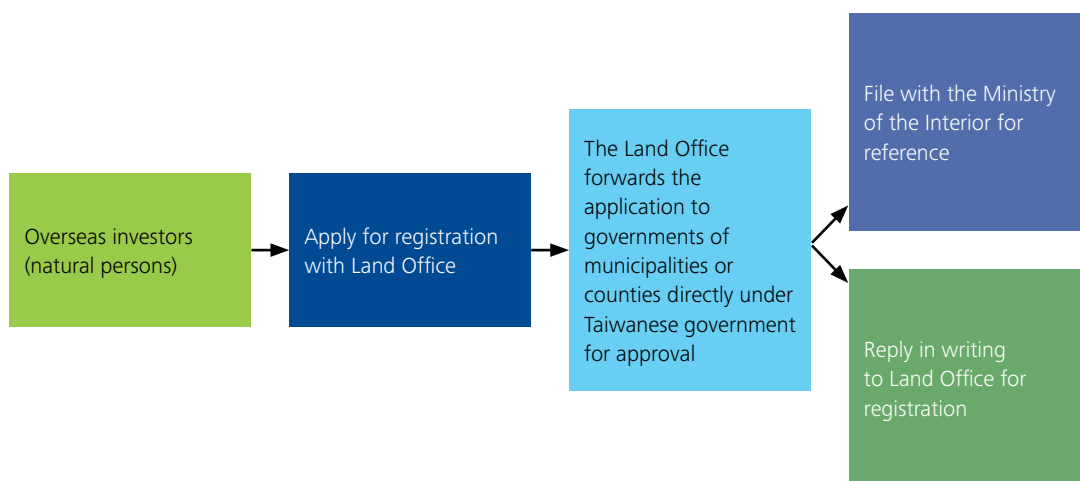 Overseas investors
(natural persons)
Apply for registration
with Land Office
The Land Office
forwards the
application to
governments of
municipalities or
counties directly under
Taiwanese government
for approval
File with the Ministry
of the Interior for
reference
Reply in writing
to Land Office for
registration